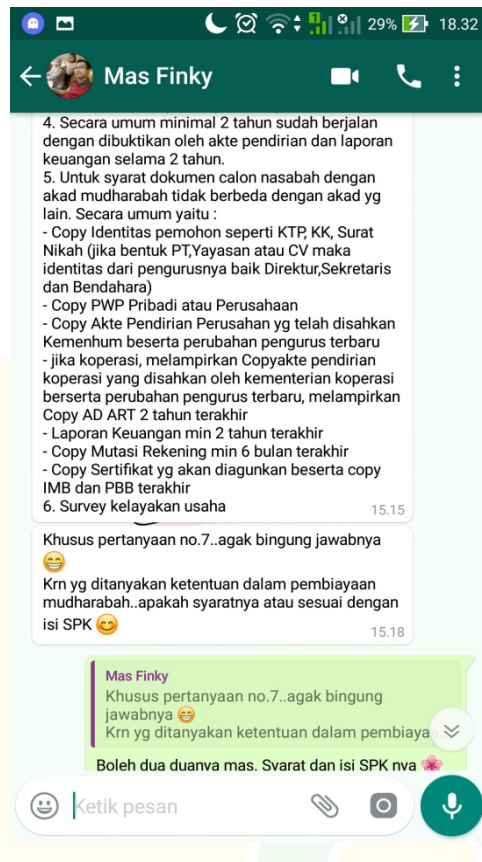 29% 18.32
Mas Finky
4. Secara umum minimal 2 tahun sudah berjalan
dengan dibuktikan oleh akte pendirian dan laporan
keuangan selama 2 tahun.
5. Untuk syarat dokumen calon nasabah dengan
akad mudharabah tidak berbeda dengan akad yg
lain. Secara umum yaitu :
- Copy Identitas pemohon seperti KTP, KK, Surat
Nikah (jika bentuk PT,Yayasan atau CV maka
identitas dari pengurusnya baik Direktur,Sekretaris
dan Bendahara)
- Copy PWP Pribadi atau Perusahaan
- Copy Akte Pendirian Perusahan yg telah disahkan
Kemenhum beserta perubahan pengurus terbaru
- jika koperasi, melampirkan Copyakte pendirian
koperasi yang disahkan oleh kementerian koperasi
berserta perubahan pengurus terbaru, melampirkan
Copy AD ART 2 tahun terakhir
- Laporan Keuangan min 2 tahun terakhir
- Copy Mutasi Rekening min 6 bulan terakhir
- Copy Sertifikat yg akan diagunkan beserta copy
IMB dan PBB terakhir
6. Survey kelayakan usaha
15.15
Khusus pertanyaan no.7..agak bingung jawabnya
😁
Krn yg ditanyakan ketentuan dalam pembiayaan
mudharabah..apakah syaratnya atau sesuai dengan
isi SPK 😊
15.18
Mas Finky
Khusus pertanyaan no.7..agak bingung
jawabnya 😁
Krn yg ditanyakan ketentuan dalam pembiayaa
Boleh dua duanya mas. Syarat dan isi SPK nya 🌸
Ketik pesan